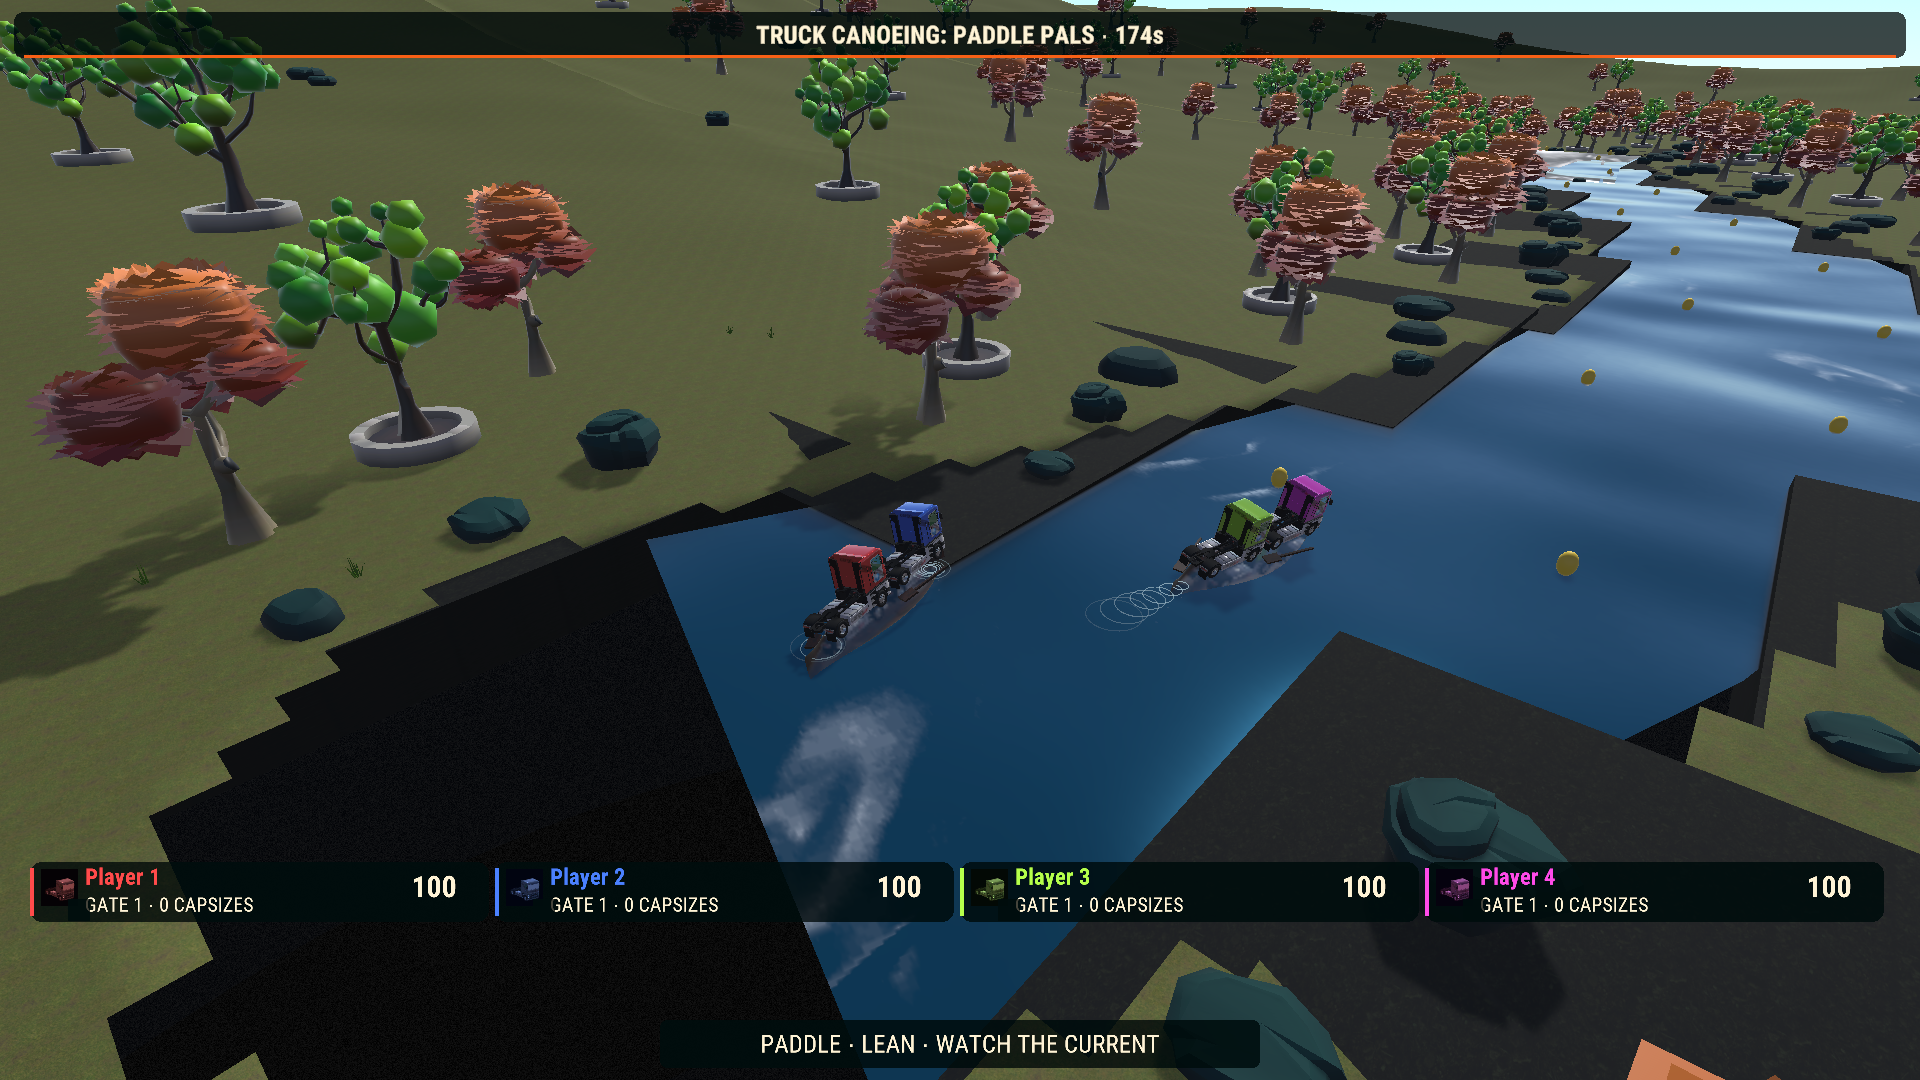 TRUCK CANOEING: PADDLE PALS · 174s
Player 1
100
GATE 1 · 0 CAPSIZES
Player 2
100
GATE 1 · 0 CAPSIZES
Player 3
100
GATE 1 · 0 CAPSIZES
Player 4
100
GATE 1 · 0 CAPSIZES
PADDLE · LEAN · WATCH THE CURRENT